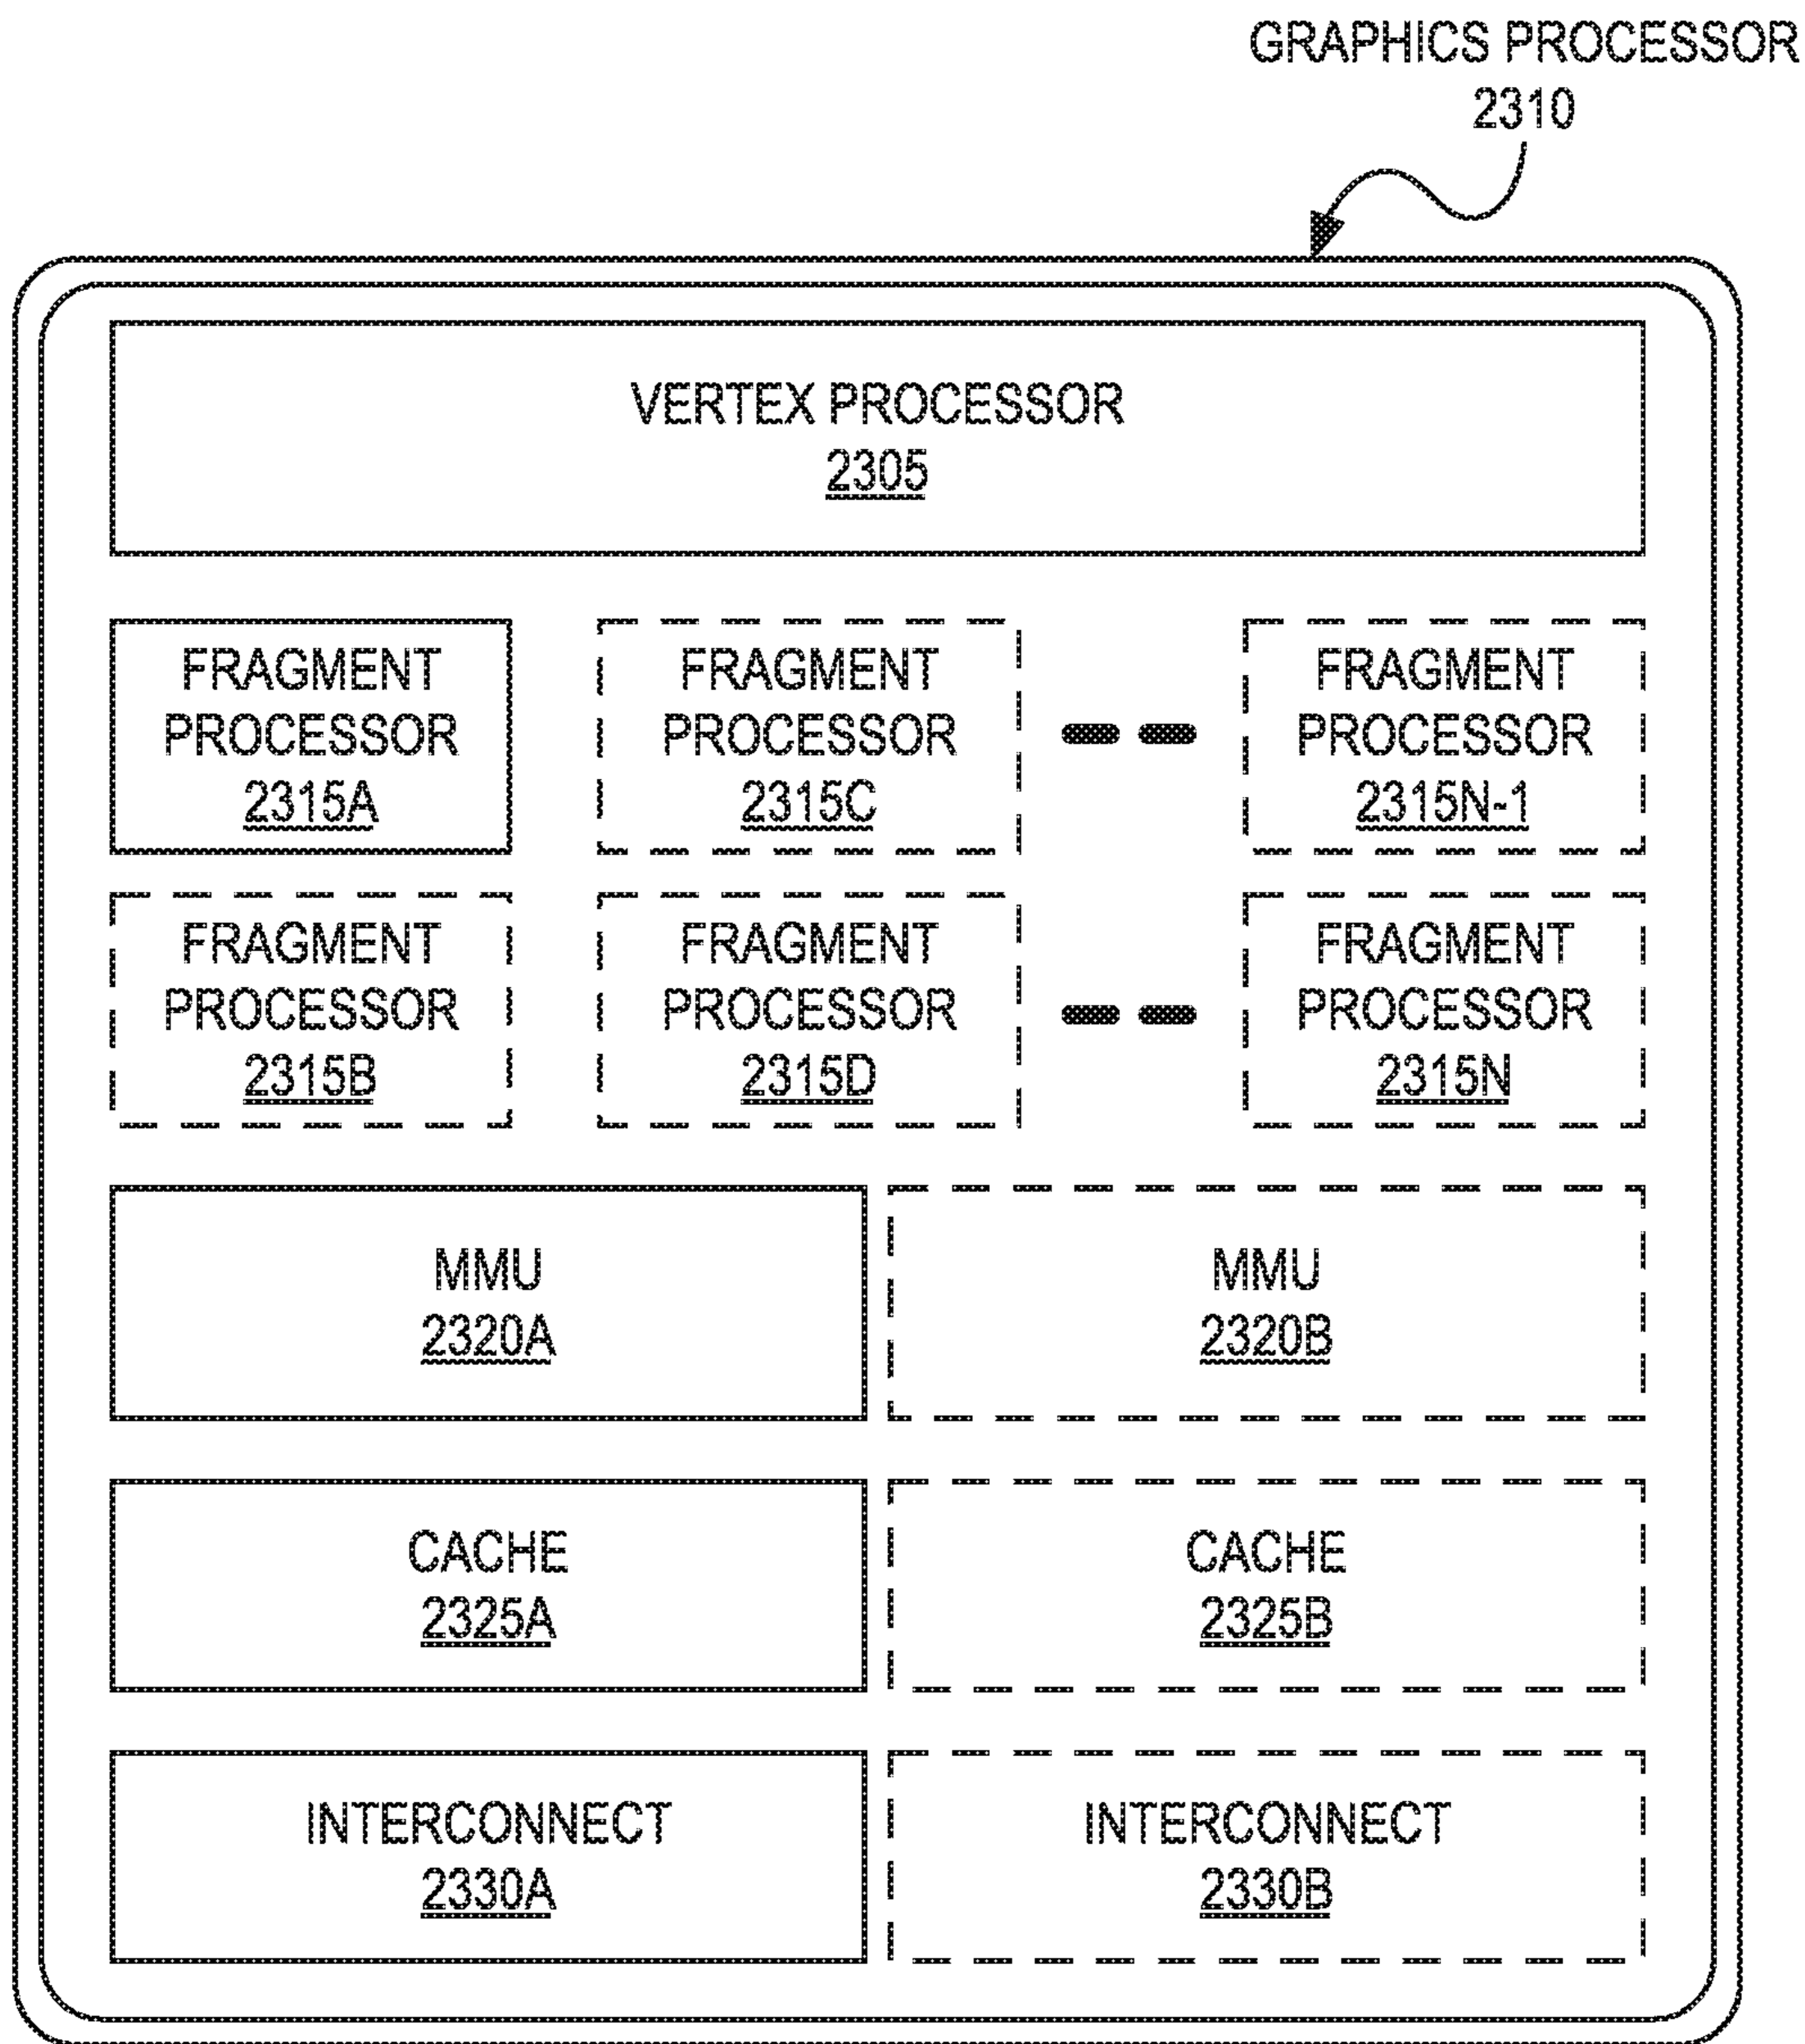 GRAPHICS PROCESSOR
2310
VERTEX PROCESSOR
2305
FRAGMENT
PROCESSOR
2315A
FRAGMENT
PROCESSOR
2315C
FRAGMENT
PROCESSOR
2315N-1
FRAGMENT
PROCESSOR
2315B
FRAGMENT
PROCESSOR
2315D
FRAGMENT
PROCESSOR
2315N
MMU
2320A
MMU
2320B
CACHE
2325A
CACHE
2325B
INTERCONNECT
2330A
INTERCONNECT
2330B